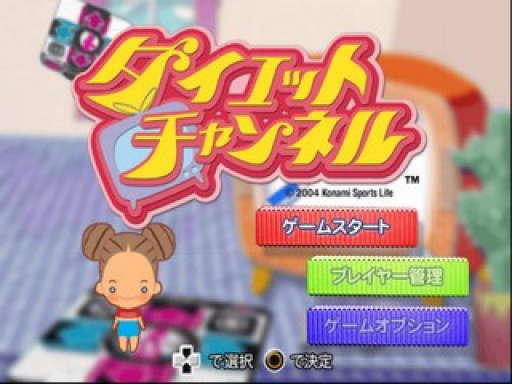 ダイエット
チャンネル
™
© 2004 Konami Sports Life
ゲームスタート
プレイヤー管理
ゲームオプション
で選択 で決定